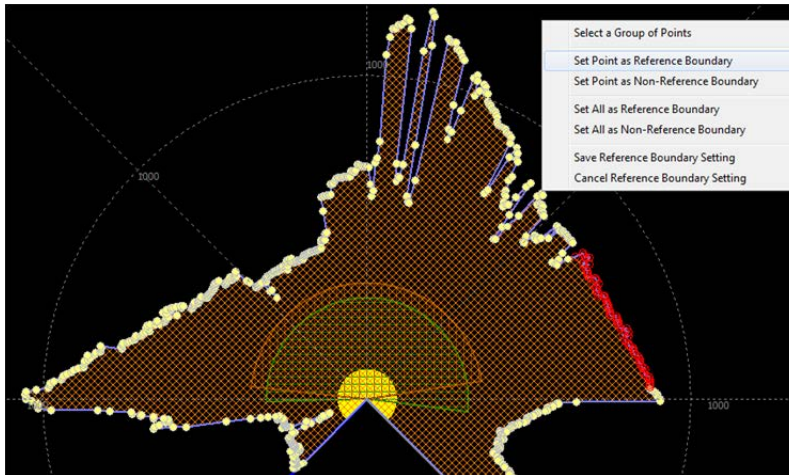 Select a Group of Points
Set Point as Reference Boundary
1000
Set Point as Non-Reference Boundary
Set All as Reference Boundary
Set All as Non-Reference Boundary
Save Reference Boundary Setting
1000
Cancel Reference Boundary Setting
1000